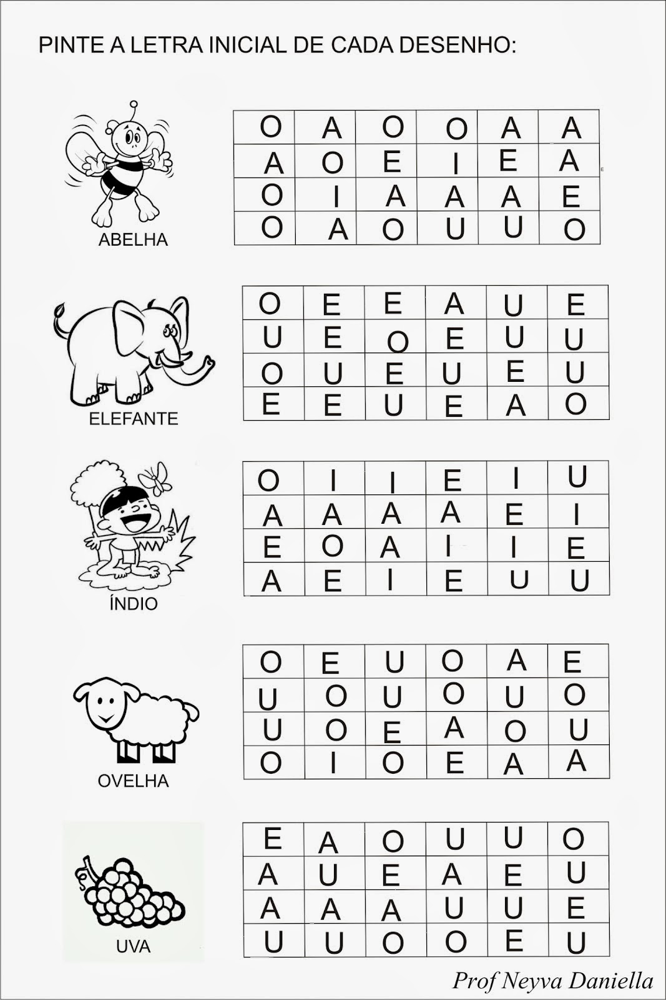 PINTE A LETRA INICIAL DE CADA DESENHO:
O A O O A A
A O E I E A E
O I A A A E
O A O U U O
ABELHA
O E E A U E
U E O E U U
O U E U E U
E E U E A O
ELEFANTE
O I I E I U
A A A A E I
E O A I I E
A E I E U U
ÍNDIO
O E U O A E
U O U O U O
U O E A O U
O I O E A A
OVELHA
E A O U U O
A U E A E U
A A A U U E
U U O O E U
UVA
Prof Neyva Daniella